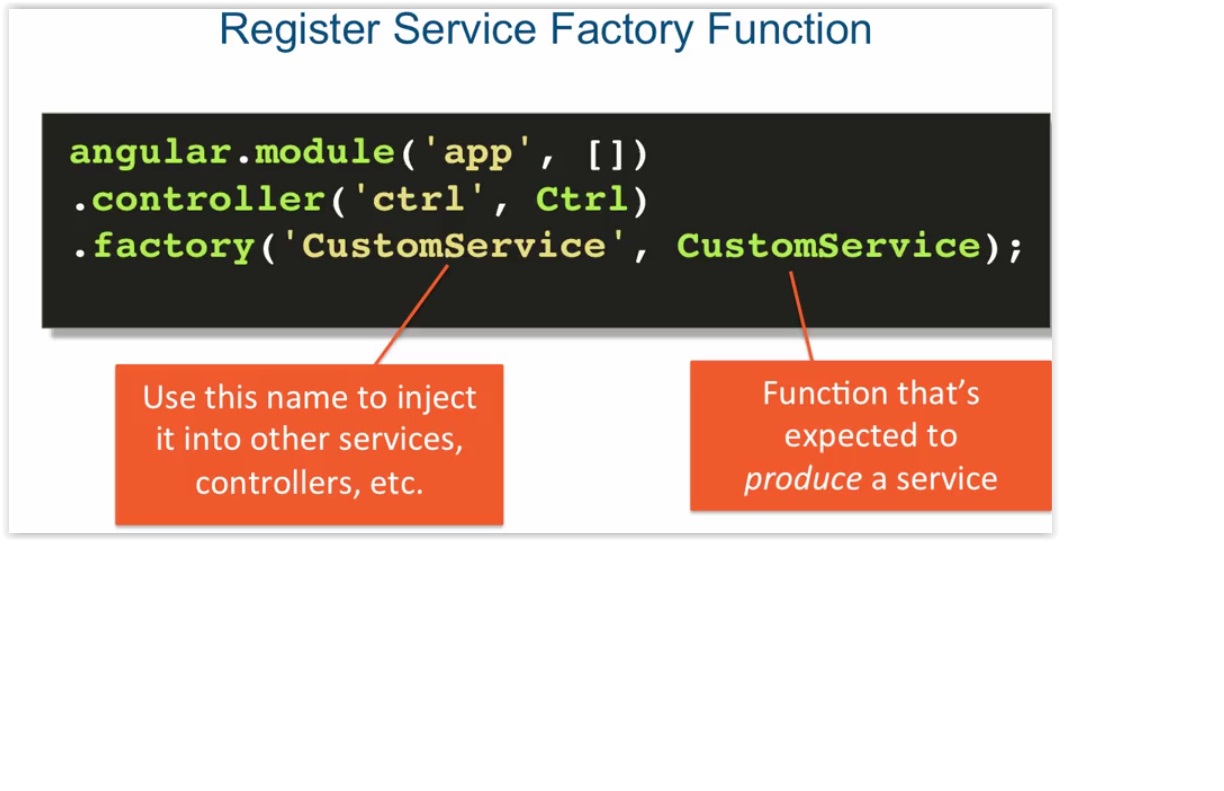 Register Service Factory Function
angular.module('app', [])
.controller('ctrl', Ctrl)
.factory('CustomService', CustomService);
Use this name to inject
it into other services,
controllers, etc.
Function that’s
expected to
produce a service